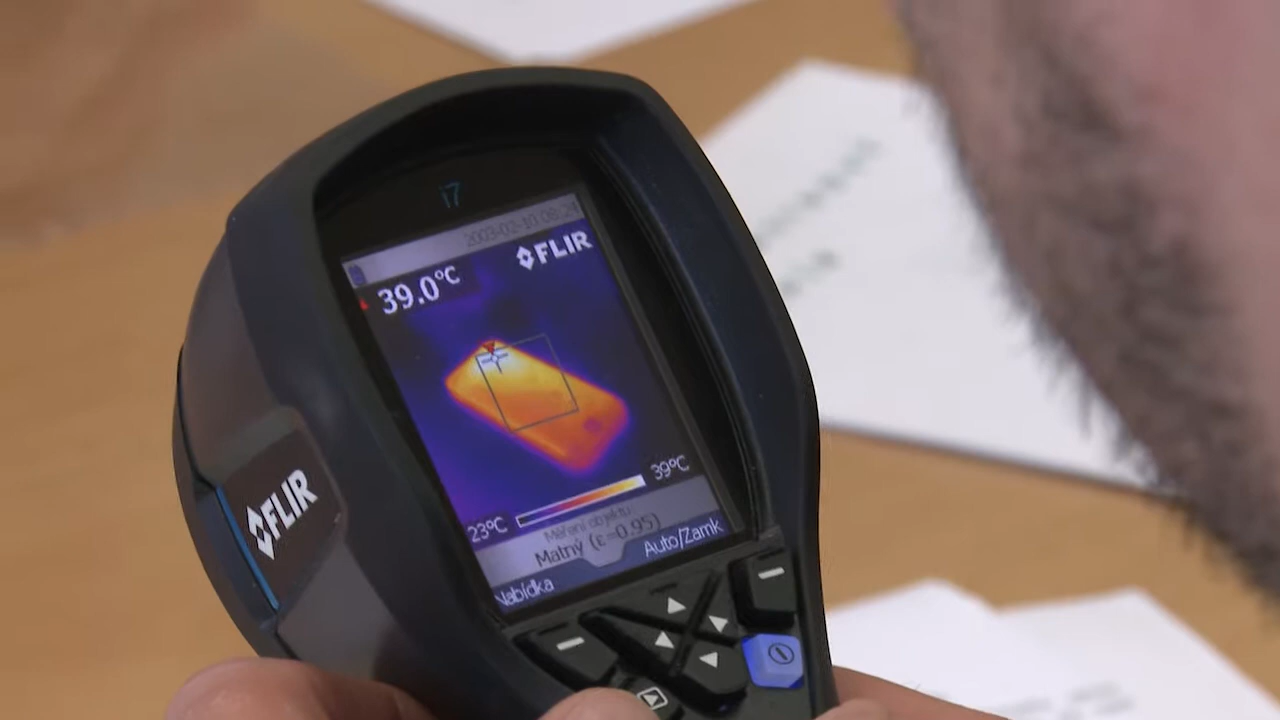 i7
FLIR
39.0°C
39°C
23°C
Měření objektu
Matný (ε=0.95)
Auto/Zamk
Nabídka
FLIR